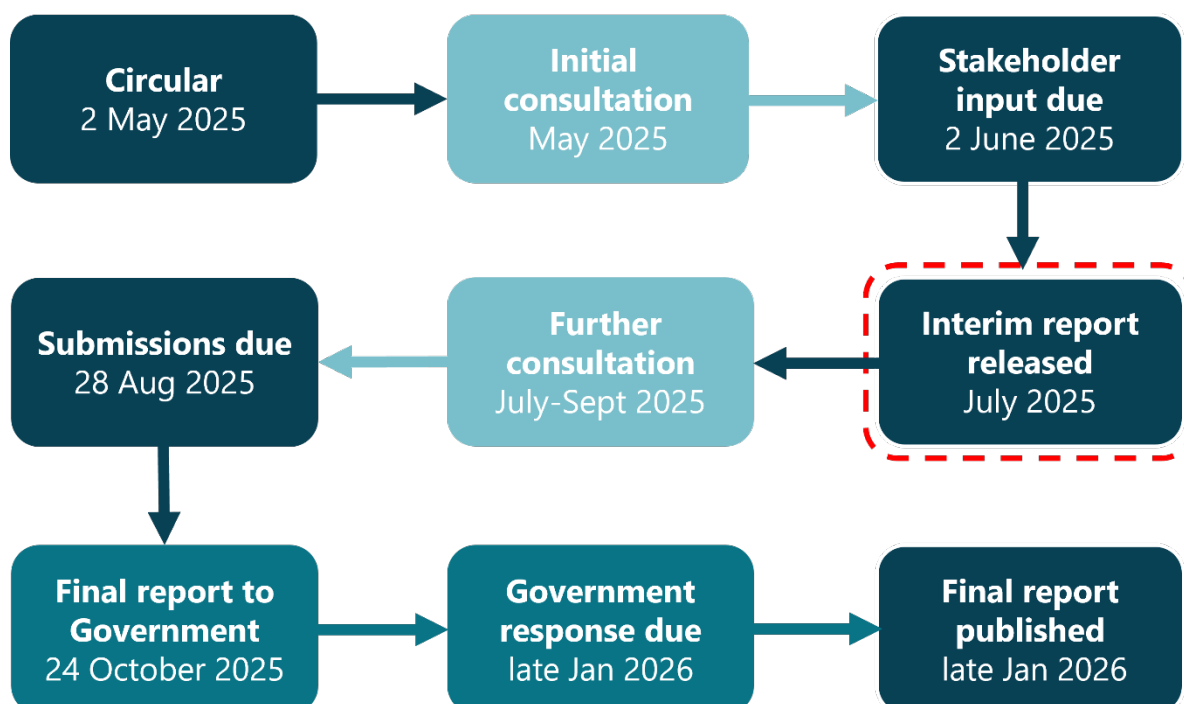 Circular
2 May 2025
Initial
consultation
May 2025
Stakeholder
input due
2 June 2025
Interim report
released
July 2025
Further
consultation
July-Sept 2025
Submissions due
28 Aug 2025
Final report to
Government
24 October 2025
Government
response due
late Jan 2026
Final report
published
late Jan 2026